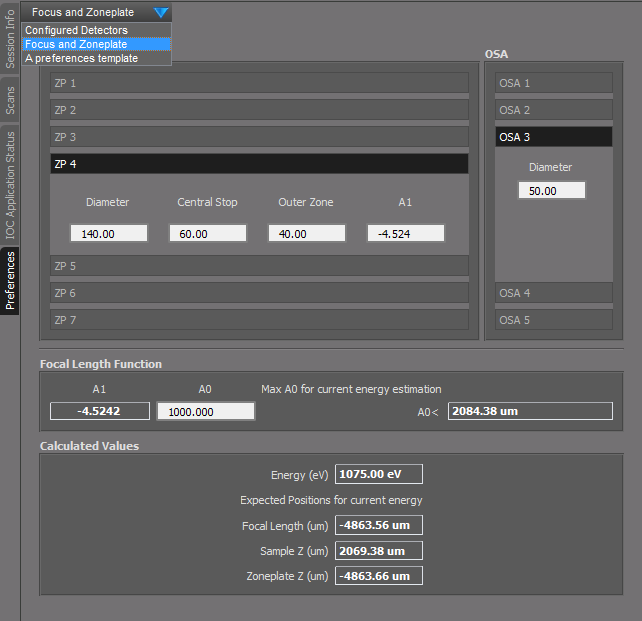 Focus and Zoneplate
Configured Detectors
Focus and Zoneplate
A preferences template
Session Info
Scans
IOC Application Status
Preferences
ZP 1
ZP 2
ZP 3
ZP 4
Diameter Central Stop Outer Zone A1
140.00 60.00 40.00 -4.524
ZP 5
ZP 6
ZP 7
OSA
OSA 1
OSA 2
OSA 3
Diameter
50.00
OSA 4
OSA 5
Focal Length Function
A1 A0 Max A0 for current energy estimation
-4.5242 1000.000 A0< 2084.38 um
Calculated Values
Energy (eV) 1075.00 eV
Expected Positions for current energy
Focal Length (um) -4863.56 um
Sample Z (um) 2069.38 um
Zoneplate Z (um) -4863.66 um